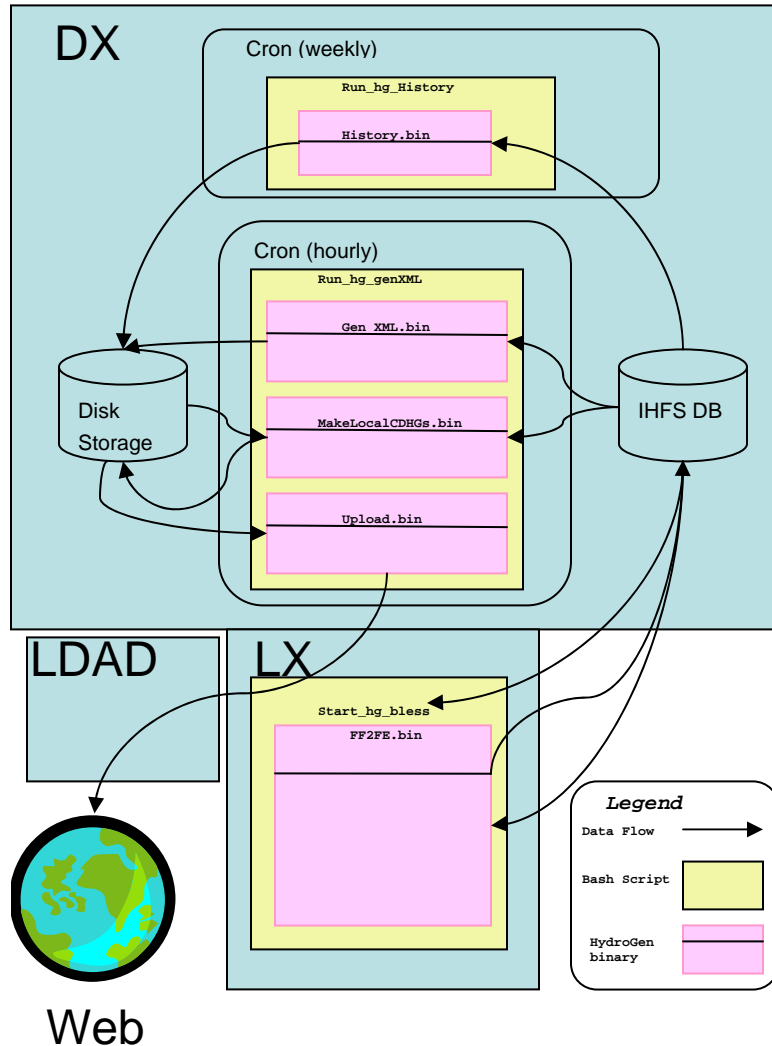 DX
Cron (weekly)
Run_hg_History
History.bin
Cron (hourly)
Run_hg_genXML
Gen XML.bin
Disk
Storage
MakeLocalCDHGs.bin
IHFS DB
Upload.bin
LDAD
LX
Start_hg_bless
FF2FE.bin
Legend
Data Flow
Bash Script
HydroGen
binary
Web